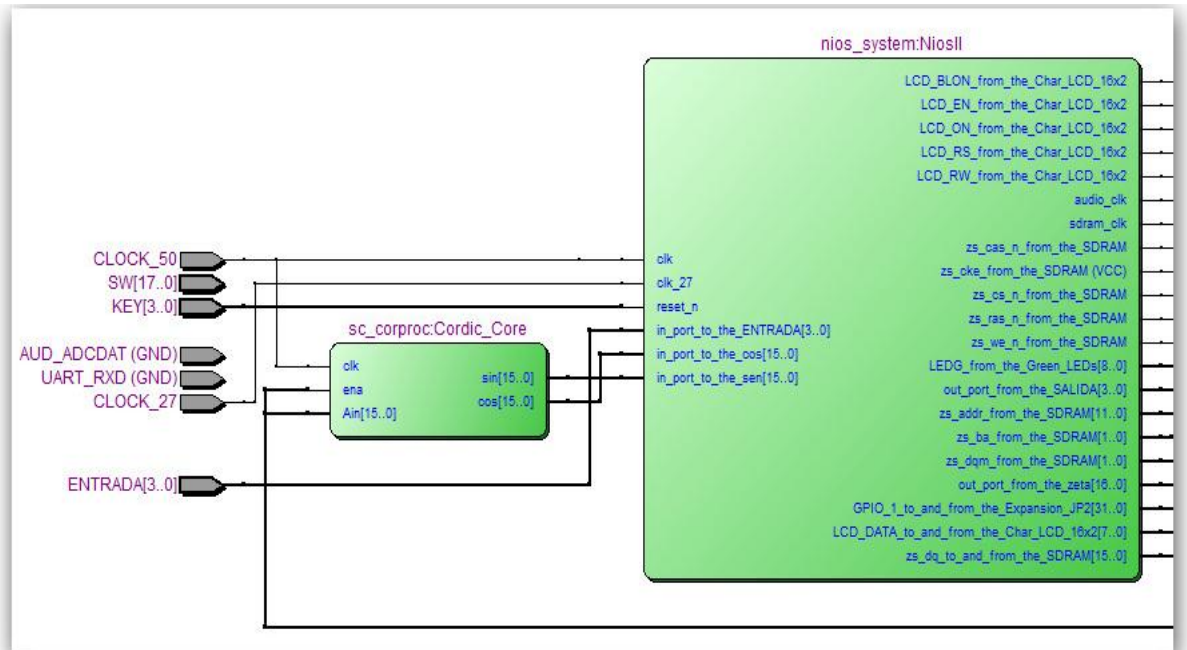 nios_system:NiosII
LCD_BLON_from_the_Char_LCD_16x2
LCD_EN_from_the_Char_LCD_16x2
LCD_ON_from_the_Char_LCD_16x2
LCD_RS_from_the_Char_LCD_16x2
LCD_RW_from_the_Char_LCD_16x2
audio_clk
sdram_clk
zs_cas_n_from_the_SDRAM
zs_cke_from_the_SDRAM (VCC)
zs_cs_n_from_the_SDRAM
zs_ras_n_from_the_SDRAM
zs_we_n_from_the_SDRAM
LEDG_from_the_Green_LEDs[8..0]
out_port_from_the_SALIDA[3..0]
zs_addr_from_the_SDRAM[11..0]
zs_ba_from_the_SDRAM[1..0]
zs_dqm_from_the_SDRAM[1..0]
out_port_from_the_zeta[16..0]
GPIO_1_to_and_from_the_Expansion_JP2[31..0]
LCD_DATA_to_and_from_the_Char_LCD_16x2[7..0]
zs_dq_to_and_from_the_SDRAM[15..0]
clk
clk_27
reset_n
in_port_to_the_ENTRADA[3..0]
in_port_to_the_cos[15..0]
in_port_to_the_sen[15..0]
CLOCK_50
SW[17..0]
KEY[3..0]
AUD_ADCDAT (GND)
UART_RXD (GND)
CLOCK_27
ENTRADA[3..0]
sc_corproc:Cordic_Core
clk
ena
Ain[15..0]
sin[15..0]
cos[15..0]